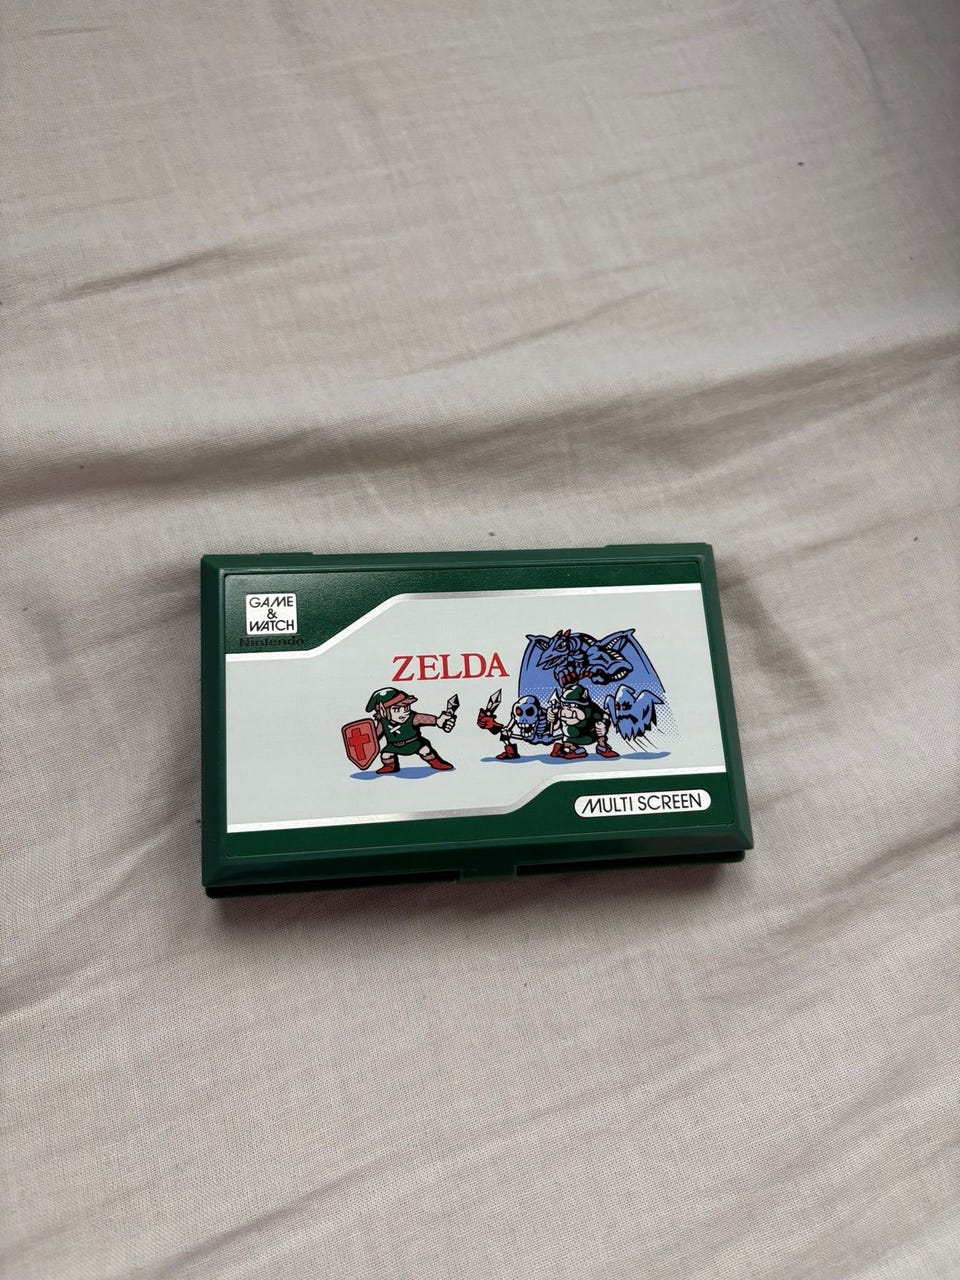 GAME
&
WATCH
Nintendo
ZELDA
MULTI SCREEN